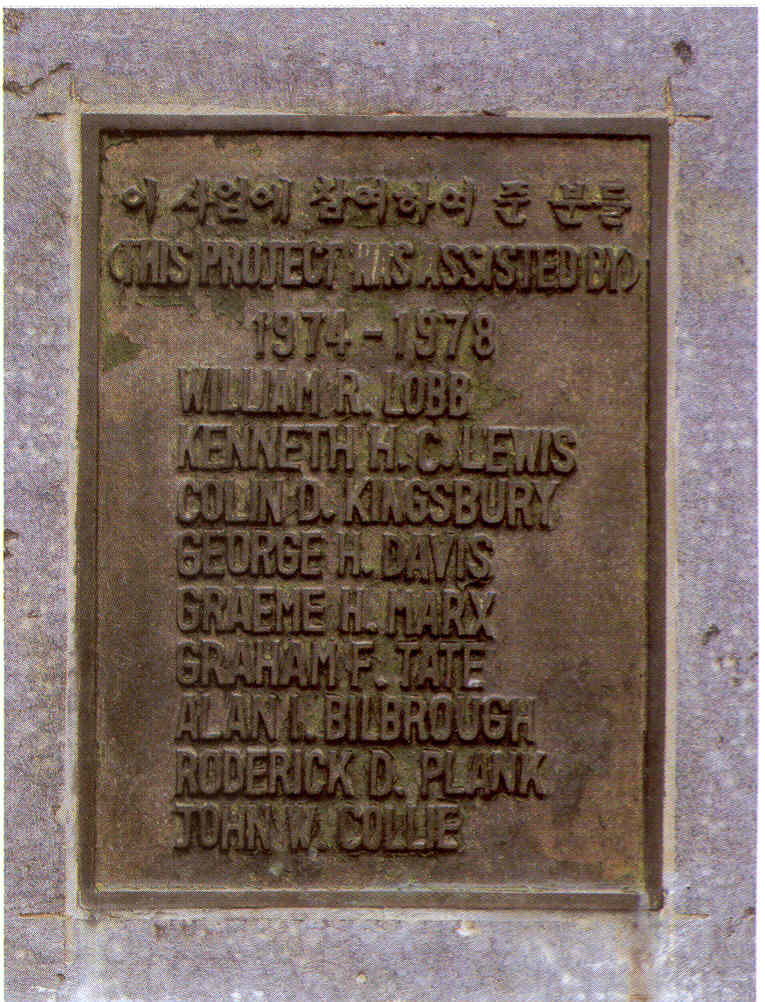 이 사업에 참여하여 준 분들
(THIS PROJECT WAS ASSISTED BY)
1974-1978
WILLIAM R. LOBB
KENNETH H. C. LEWIS
COLIN D. KINGSBURY
GEORGE H. DAVIS
GRAEME H. MARX
GRAHAM F. TATE
ALAN I. BILBROUGH
RODERICK D. PLANK
JOHN W. COLLIE